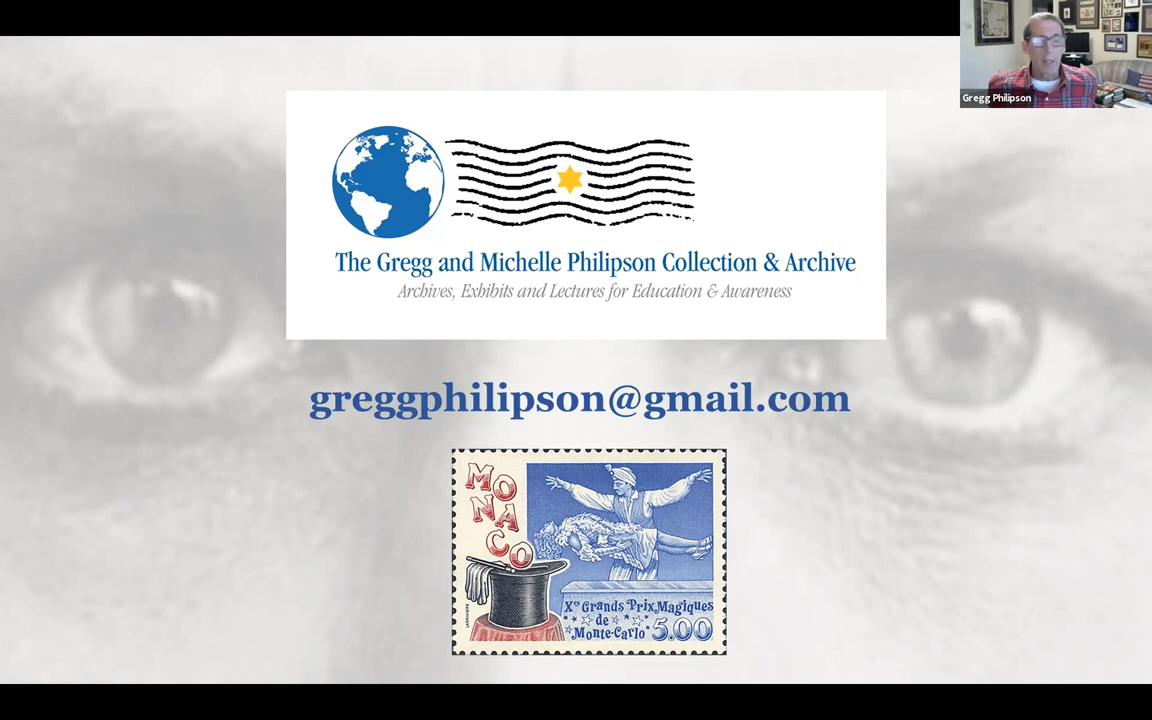 Gregg Philipson
The Gregg and Michelle Philipson Collection & Archive
Archives, Exhibits and Lectures for Education & Awareness
greggphilipson@gmail.com
MONACO
Xes Grands Prix Magiques
de
Monte-Carlo
5.00